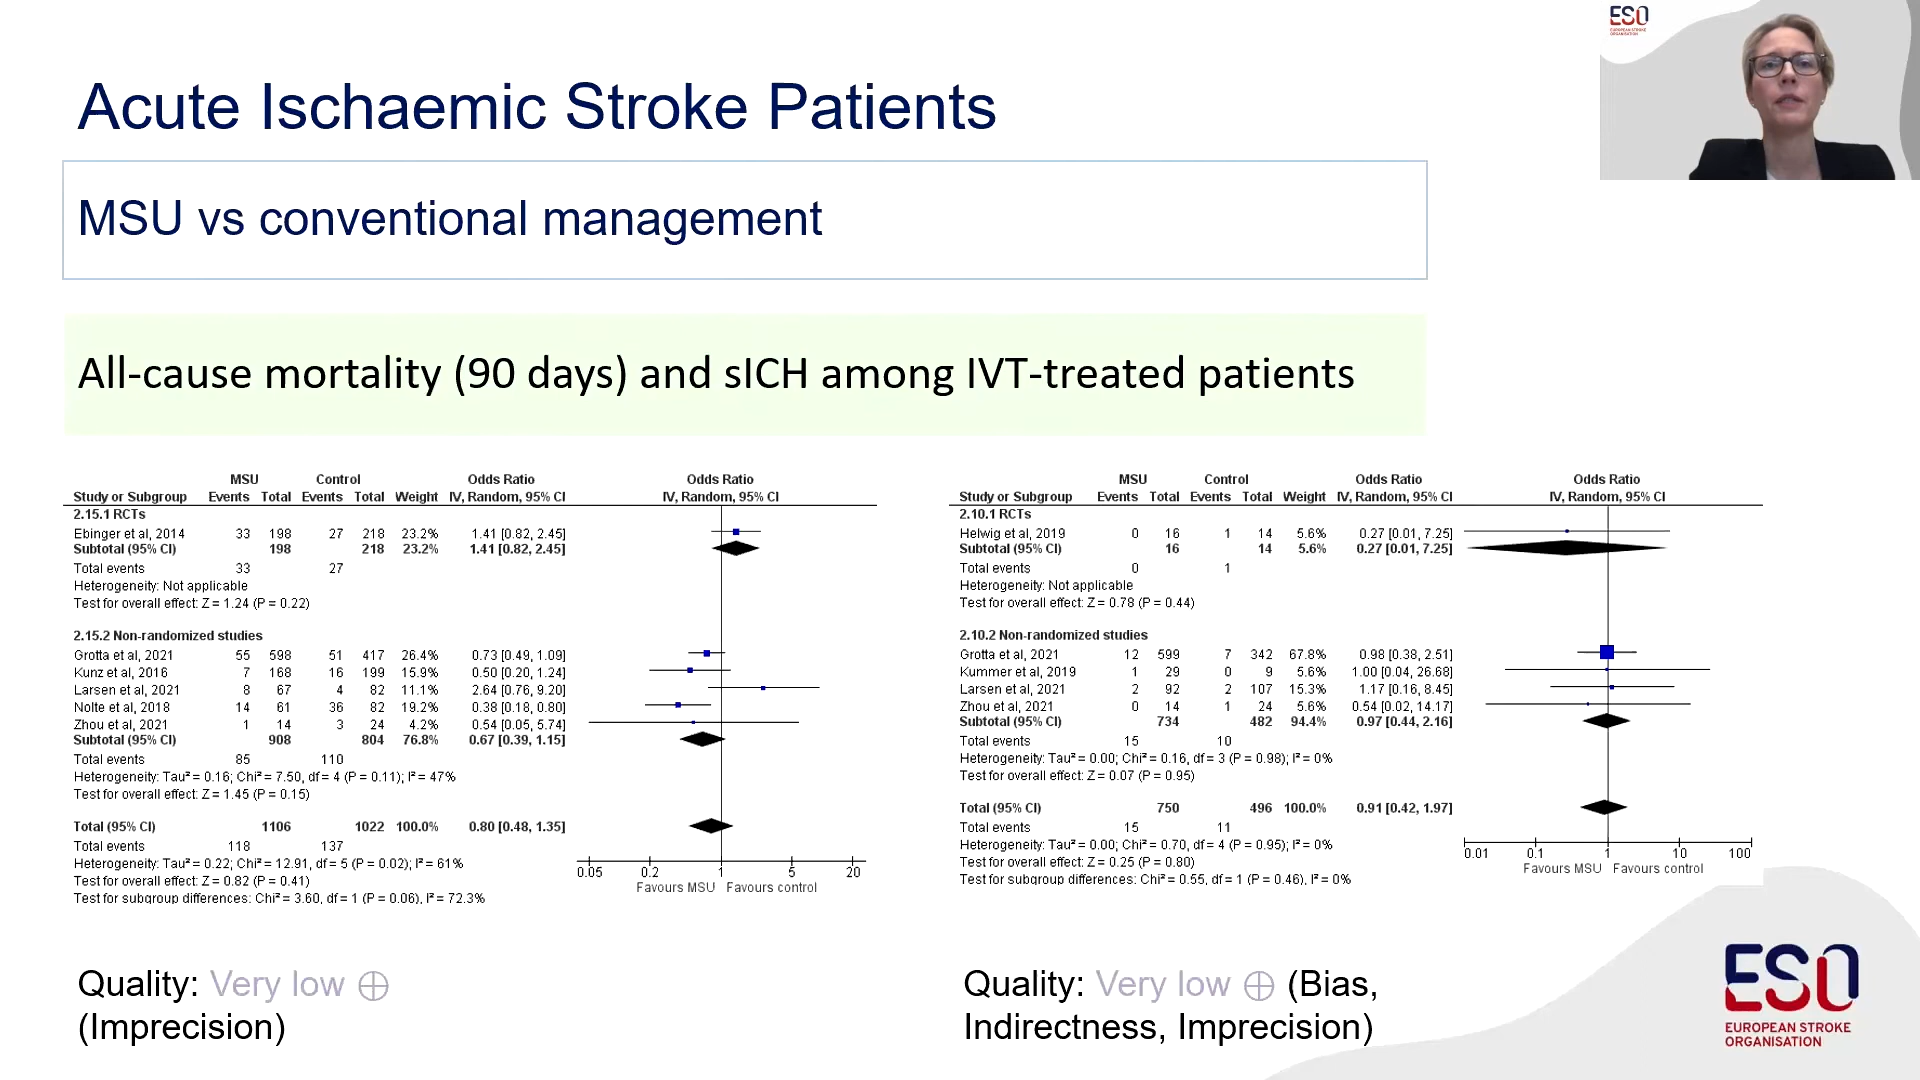 ESO
EUROPEAN STROKE
ORGANISATION
Acute Ischaemic Stroke Patients
MSU vs conventional management
All-cause mortality (90 days) and sICH among IVT-treated patients
MSU Control Odds Ratio Odds Ratio
Study or Subgroup Events Total Events Total Weight IV, Random, 95% CI IV, Random, 95% CI
2.15.1 RCTs
Ebinger et al, 2014 33 198 27 218 23.2% 1.41 [0.82, 2.45]
Subtotal (95% CI) 198 218 23.2% 1.41 [0.82, 2.45]
Total events 33 27
Heterogeneity: Not applicable
Test for overall effect: Z = 1.24 (P = 0.22)
2.15.2 Non-randomized studies
Grotta et al, 2021 55 598 51 417 26.4% 0.73 [0.49, 1.09]
Kunz et al, 2016 7 168 16 199 15.9% 0.50 [0.20, 1.24]
Larsen et al, 2021 8 67 4 82 11.1% 2.64 [0.76, 9.20]
Nolte et al, 2018 14 61 36 82 19.2% 0.38 [0.18, 0.80]
Zhou et al, 2021 1 14 3 24 4.2% 0.54 [0.05, 5.74]
Subtotal (95% CI) 908 804 76.8% 0.67 [0.39, 1.15]
Total events 85 110
Heterogeneity: Tau² = 0.16; Chi² = 7.50, df = 4 (P = 0.11); I² = 47%
Test for overall effect: Z = 1.45 (P = 0.15)
Total (95% CI) 1106 1022 100.0% 0.80 [0.48, 1.35]
Total events 118 137
Heterogeneity: Tau² = 0.22; Chi² = 12.91, df = 5 (P = 0.02); I² = 61%
Test for overall effect: Z = 0.82 (P = 0.41)
Test for subgroup differences: Chi² = 3.60, df = 1 (P = 0.06), I² = 72.3%
0.05 0.2 1 5 20
Favours MSU Favours control
MSU Control Odds Ratio Odds Ratio
Study or Subgroup Events Total Events Total Weight IV, Random, 95% CI IV, Random, 95% CI
2.10.1 RCTs
Helwig et al, 2019 0 16 1 14 5.6% 0.27 [0.01, 7.25]
Subtotal (95% CI) 16 14 5.6% 0.27 [0.01, 7.25]
Total events 0 1
Heterogeneity: Not applicable
Test for overall effect: Z = 0.78 (P = 0.44)
2.10.2 Non-randomized studies
Grotta et al, 2021 12 599 7 342 67.8% 0.98 [0.38, 2.51]
Kummer et al, 2019 1 29 0 9 5.6% 1.00 [0.04, 26.68]
Larsen et al, 2021 2 92 2 107 15.3% 1.17 [0.16, 8.45]
Zhou et al, 2021 0 14 1 24 5.6% 0.54 [0.02, 14.17]
Subtotal (95% CI) 734 482 94.4% 0.97 [0.44, 2.16]
Total events 15 10
Heterogeneity: Tau² = 0.00; Chi² = 0.16, df = 3 (P = 0.98); I² = 0%
Test for overall effect: Z = 0.07 (P = 0.95)
Total (95% CI) 750 496 100.0% 0.91 [0.42, 1.97]
Total events 15 11
Heterogeneity: Tau² = 0.00; Chi² = 0.70, df = 4 (P = 0.95); I² = 0%
Test for overall effect: Z = 0.25 (P = 0.80)
Test for subgroup differences: Chi² = 0.55, df = 1 (P = 0.46), I² = 0%
0.01 0.1 1 10 100
Favours MSU Favours control
Quality: Very low ⊕
(Imprecision)
Quality: Very low ⊕ (Bias,
Indirectness, Imprecision)
ESO
EUROPEAN STROKE
ORGANISATION